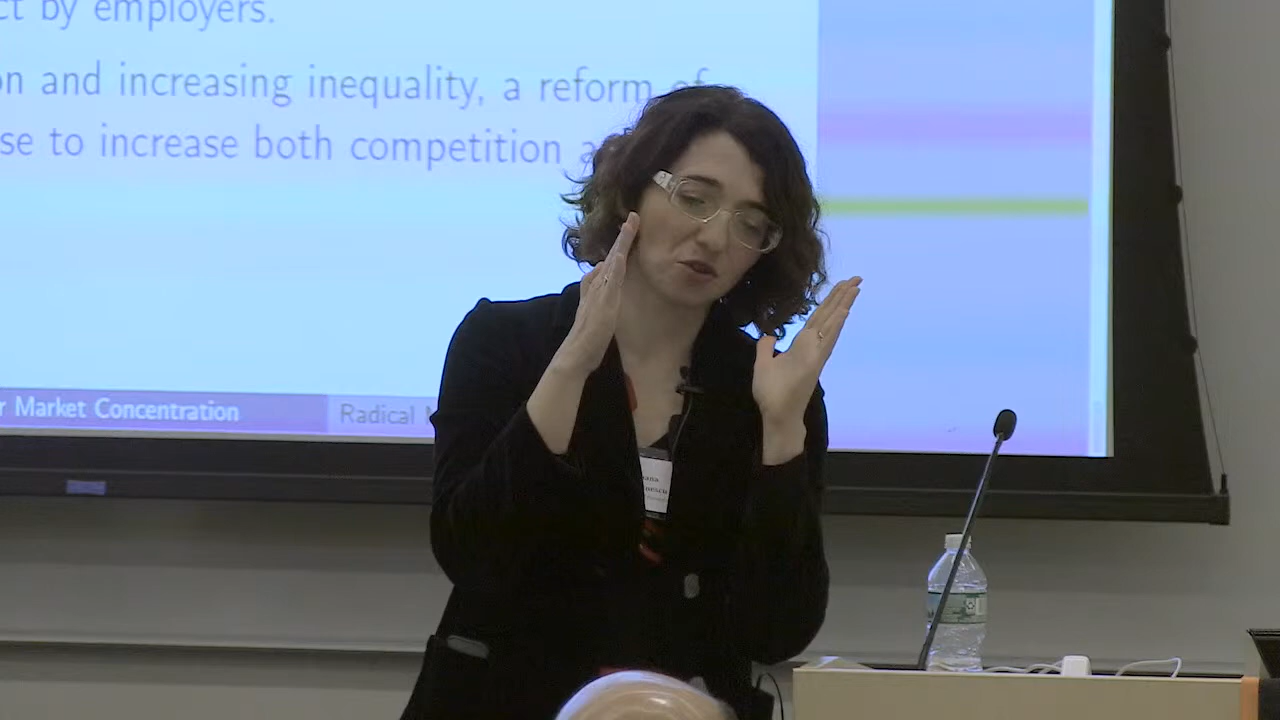 ct by employers.
on and increasing inequality, a reform of
se to increase both competition a
r Market Concentration
Radical M